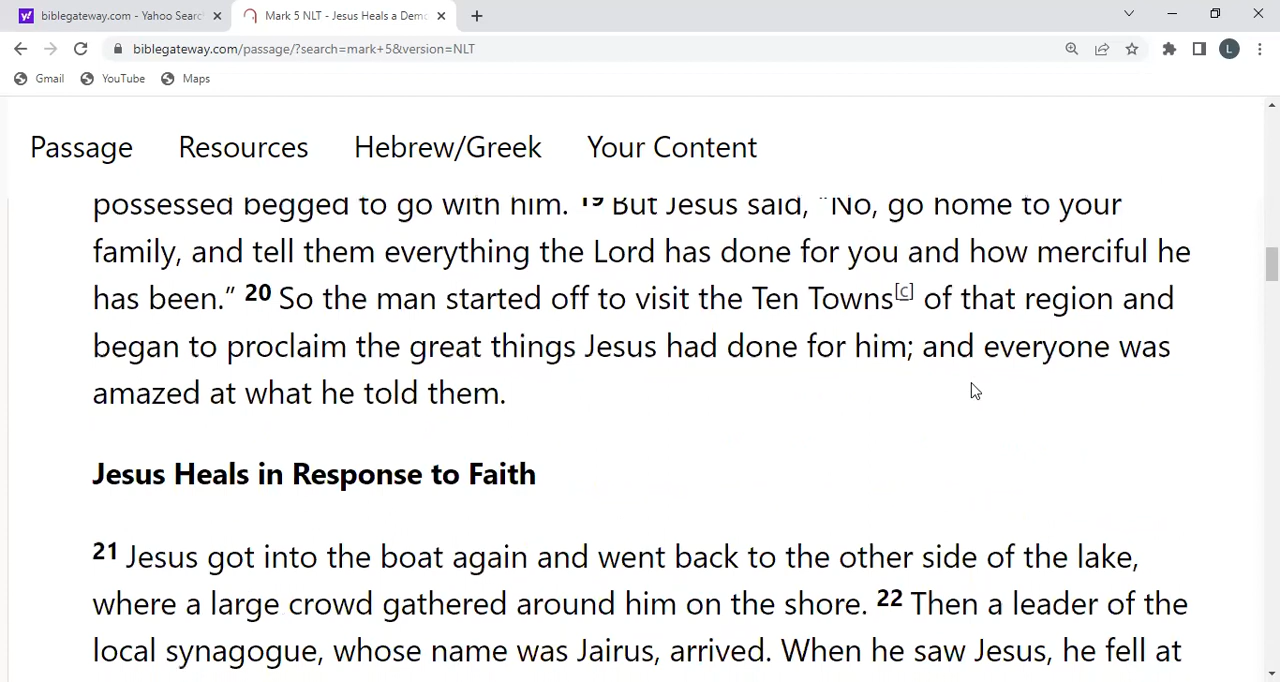 biblegateway.com - Yahoo Searc
Mark 5 NLT - Jesus Heals a Demo
biblegateway.com/passage/?search=mark+5&version=NLT
L
Gmail YouTube Maps
Passage Resources Hebrew/Greek Your Content
possessed begged to go with him. 19 But Jesus said, “No, go home to your
family, and tell them everything the Lord has done for you and how merciful he
has been.” 20 So the man started off to visit the Ten Towns[c] of that region and
began to proclaim the great things Jesus had done for him; and everyone was
amazed at what he told them.
Jesus Heals in Response to Faith
21 Jesus got into the boat again and went back to the other side of the lake,
where a large crowd gathered around him on the shore. 22 Then a leader of the
local synagogue, whose name was Jairus, arrived. When he saw Jesus, he fell at